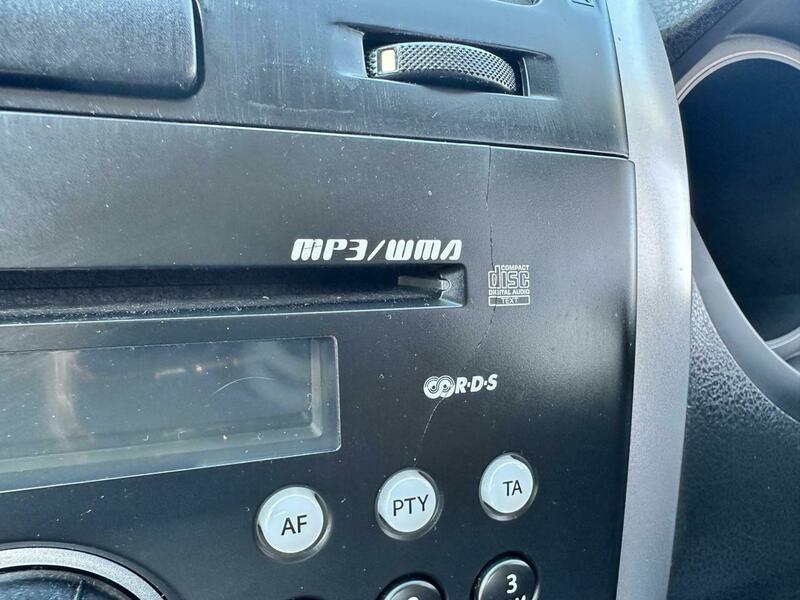 MP3/WMA
COMPACT
disc
DIGITAL AUDIO
TEXT
R·D·S
AF
PTY
TA
3